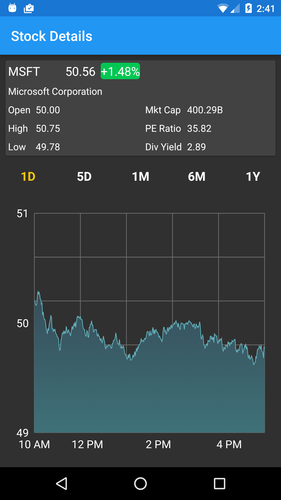 2:41
Stock Details
MSFT 50.56 +1.48%
Microsoft Corporation
Open 50.00 Mkt Cap 400.29B
High 50.75 PE Ratio 35.82
Low 49.78 Div Yield 2.89
1D 5D 1M 6M 1Y
51
50
49
10 AM 12 PM 2 PM 4 PM